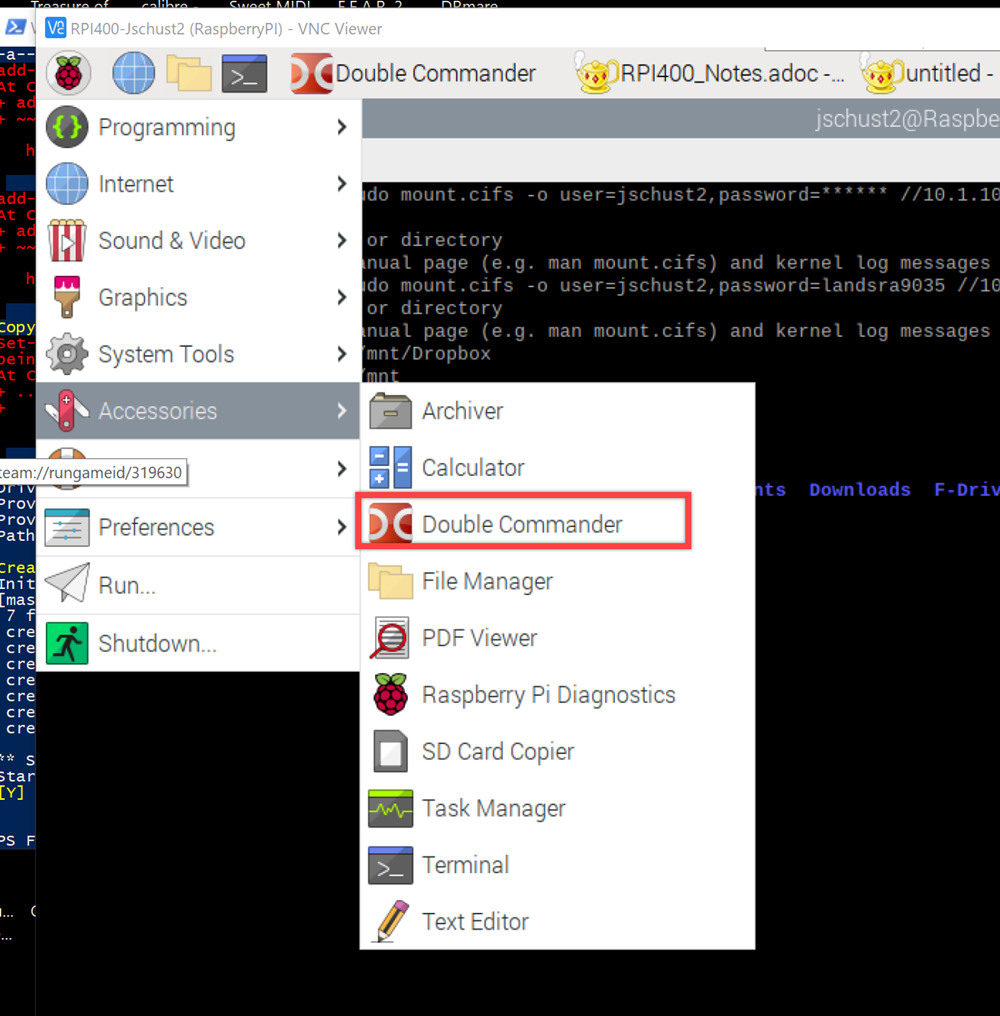 Treasure of calibre - Sweet MIDI F.E.A.R. 2 DBmare
RPI400-Jschust2 (RaspberryPI) - VNC Viewer
Double Commander RPI400_Notes.adoc -... untitled -
jschust2@Raspbe
Programming
Internet
Sound & Video
Graphics
System Tools
Accessories
team://rungameid/319630
Preferences
Run...
Shutdown...
udo mount.cifs -o user=jschust2,password=****** //10.1.10
or directory
anual page (e.g. man mount.cifs) and kernel log messages
udo mount.cifs -o user=jschust2,password=landsra9035 //10
or directory
anual page (e.g. man mount.cifs) and kernel log messages
/mnt/Dropbox
/mnt
nts Downloads F-Driv
Archiver
Calculator
Double Commander
File Manager
PDF Viewer
Raspberry Pi Diagnostics
SD Card Copier
Task Manager
Terminal
Text Editor
-a--
add-
At C
+ ad
+ ~~
h
add-
At C
+ ad
+ ~~
h
Copy
Set-
bein
At C
+ ..
+
Driv
Prov
Prov
Path
Crea
Init
[mas
7 f
cre
cre
cre
cre
cre
cre
cre
** S
Star
[Y]
PS F